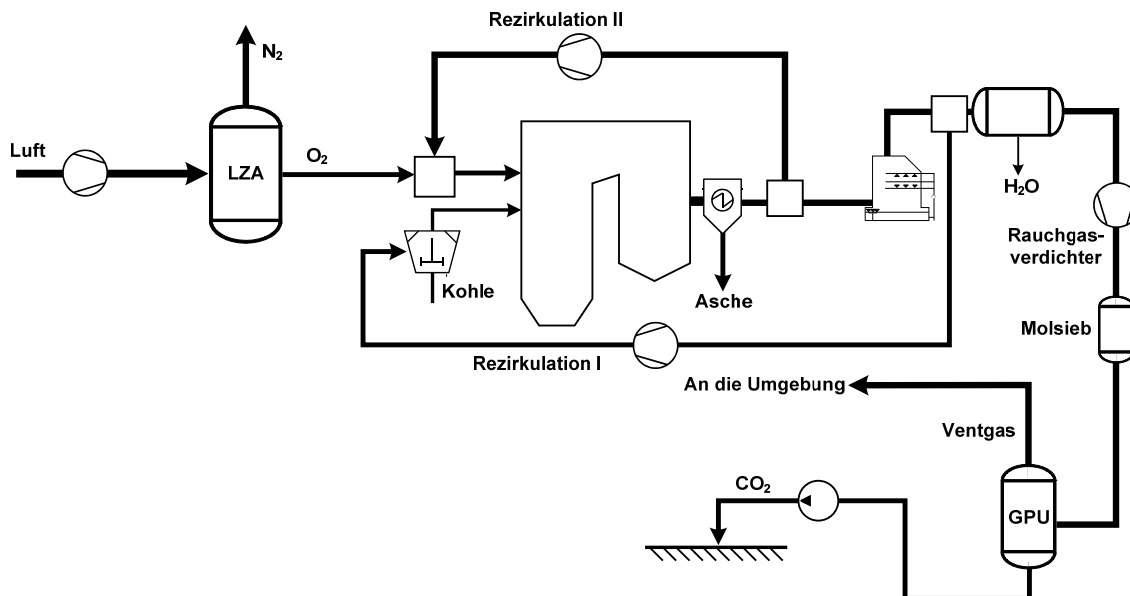 Rezirkulation II
N₂
Luft
LZA
O₂
H₂O
Rauchgas-
verdichter
Kohle
Asche
Molsieb
Rezirkulation I
An die Umgebung
Ventgas
CO₂
GPU